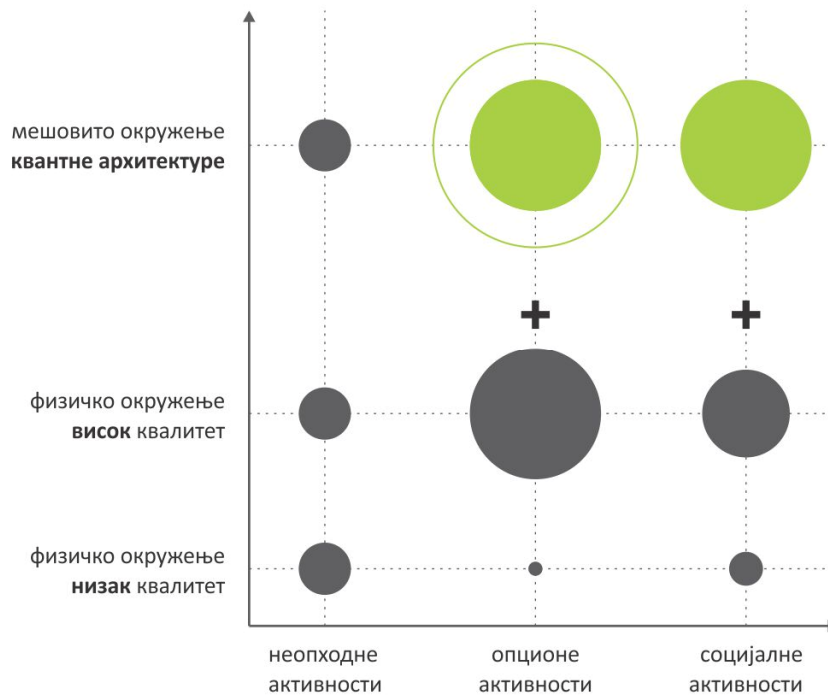 мешовито окружење
квантне архитектуре
+ +
физичко окружење
висок квалитет
физичко окружење
низак квалитет
неопходне
активности
опционе
активности
социјалне
активности